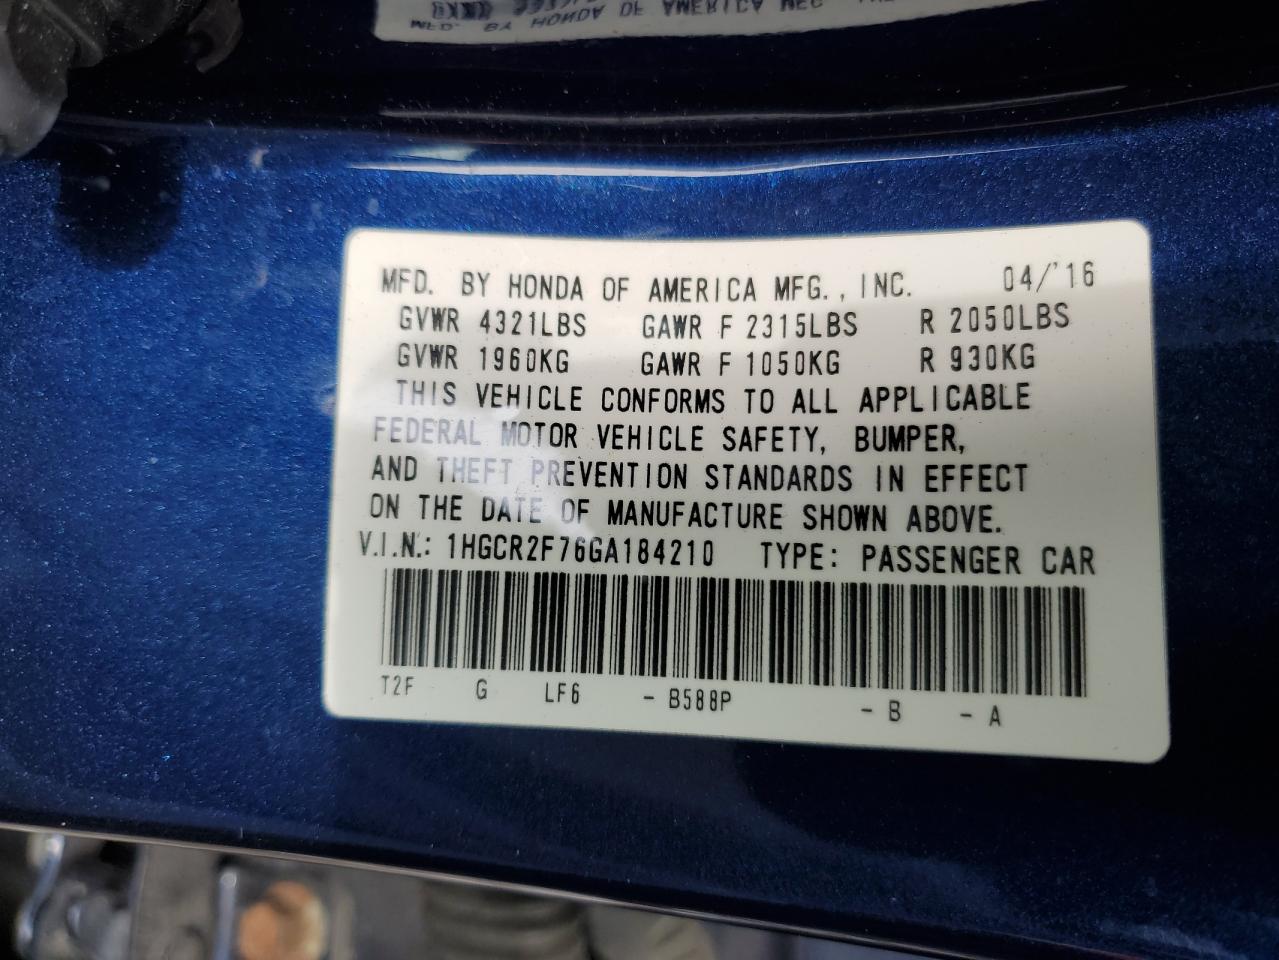 MFD. BY HONDA OF AMERICA MFG., INC. 04/'16
GVWR 4321LBS GAWR F 2315LBS R 2050LBS
GVWR 1960KG GAWR F 1050KG R 930KG
THIS VEHICLE CONFORMS TO ALL APPLICABLE
FEDERAL MOTOR VEHICLE SAFETY, BUMPER,
AND THEFT PREVENTION STANDARDS IN EFFECT
ON THE DATE OF MANUFACTURE SHOWN ABOVE.
V.I.N.: 1HGCR2F76GA184210 TYPE: PASSENGER CAR
T2F G LF6 - B588P - B - A